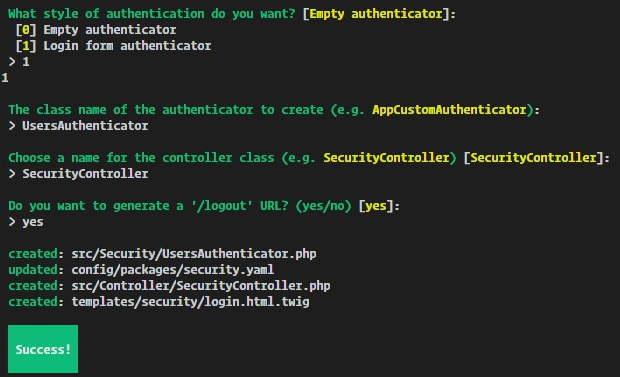 What style of authentication do you want? [Empty authenticator]:
[0] Empty authenticator
[1] Login form authenticator
> 1
1
The class name of the authenticator to create (e.g. AppCustomAuthenticator):
> UsersAuthenticator
Choose a name for the controller class (e.g. SecurityController) [SecurityController]:
> SecurityController
Do you want to generate a '/logout' URL? (yes/no) [yes]:
> yes
created: src/Security/UsersAuthenticator.php
updated: config/packages/security.yaml
created: src/Controller/SecurityController.php
created: templates/security/login.html.twig
Success!